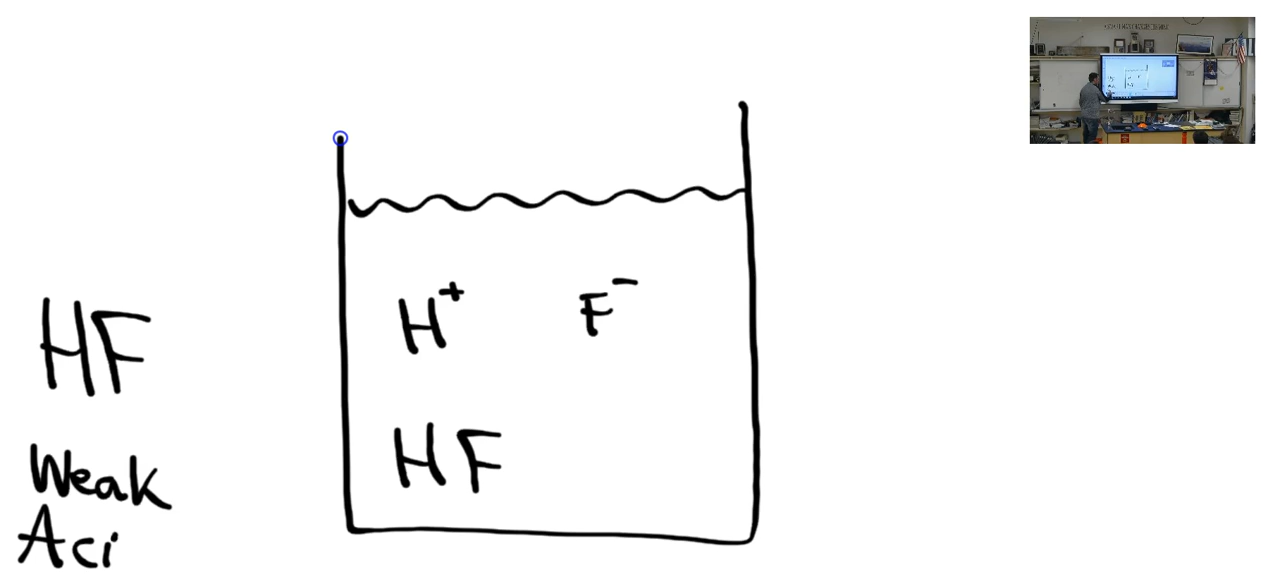 H⁺ F⁻
HF
HF
Weak
Aci